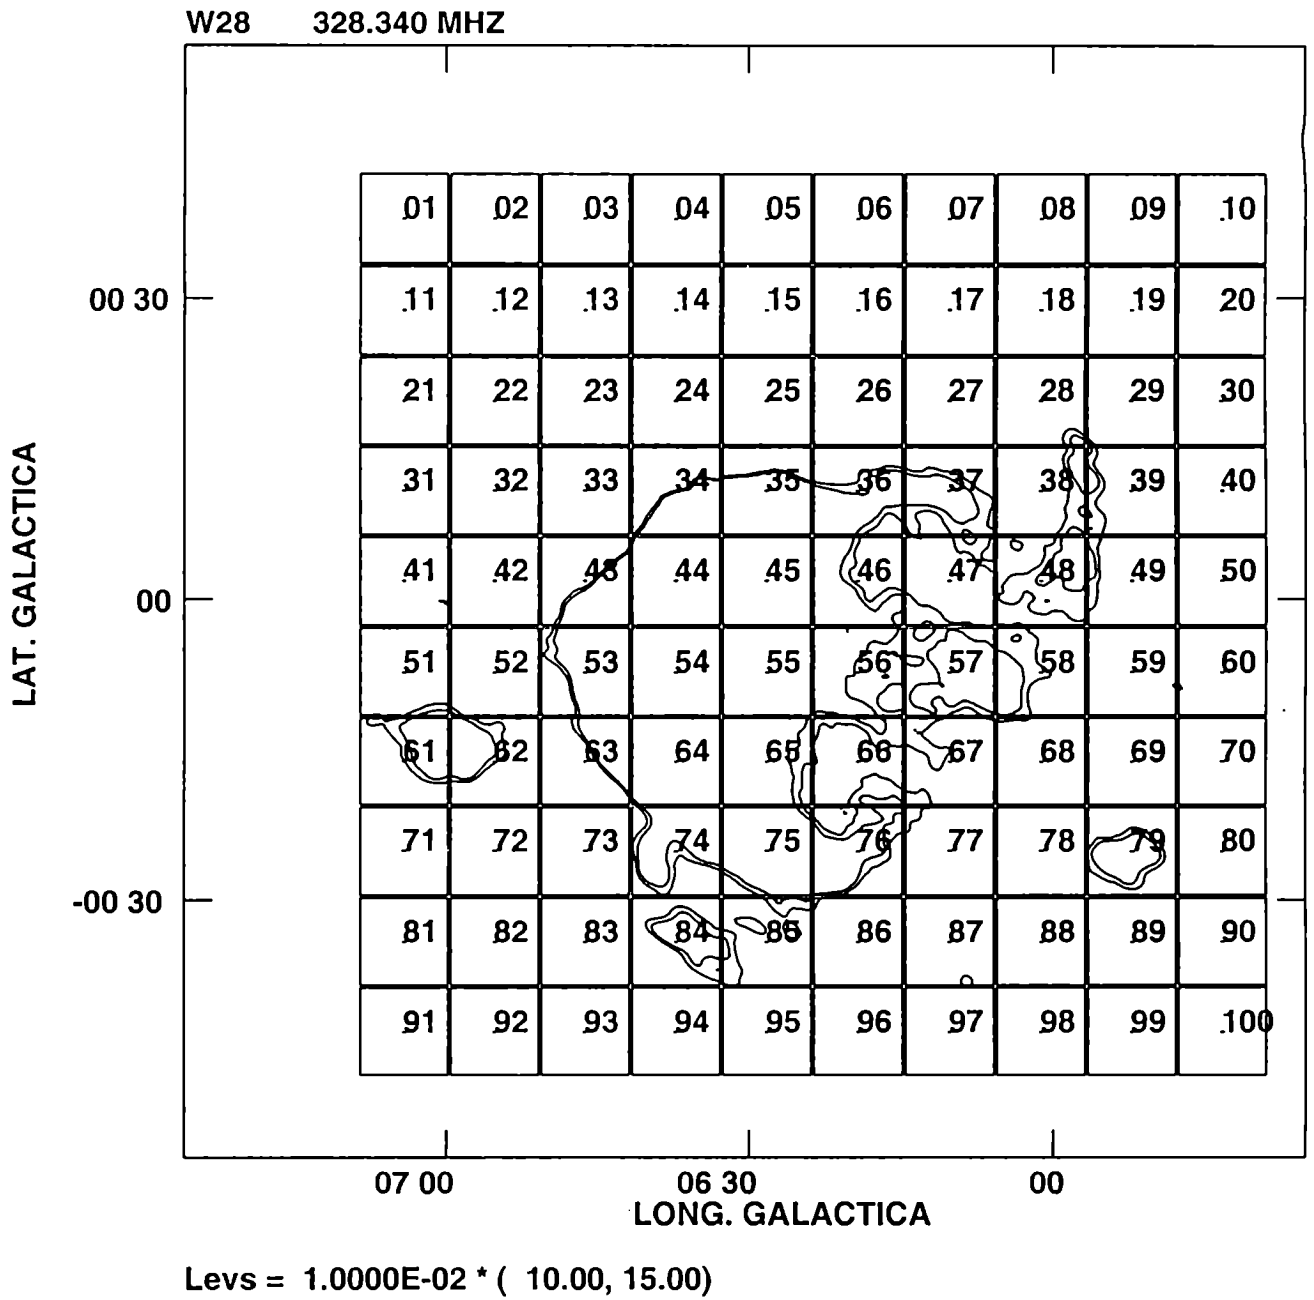 W28 328.340 MHZ
.01 .02 .03 .04 .05 .06 .07 .08 .09 .10
00 30
.11 .12 .13 .14 .15 .16 .17 .18 .19 .20
.21 .22 .23 .24 .25 .26 .27 .28 .29 .30
.31 .32 .33 .34 .35 .36 .37 .38 .39 .40
.41 .42 .43 .44 .45 .46 .47 .48 .49 .50
00
LAT. GALACTICA
.51 .52 .53 .54 .55 .56 .57 .58 .59 .60
.61 .62 .63 .64 .65 .66 .67 .68 .69 .70
.71 .72 .73 .74 .75 .76 .77 .78 .79 .80
-00 30
.81 .82 .83 .84 .85 .86 .87 .88 .89 .90
.91 .92 .93 .94 .95 .96 .97 .98 .99 .100
07 00 06 30 00
LONG. GALACTICA
Levs = 1.0000E-02 * ( 10.00, 15.00)